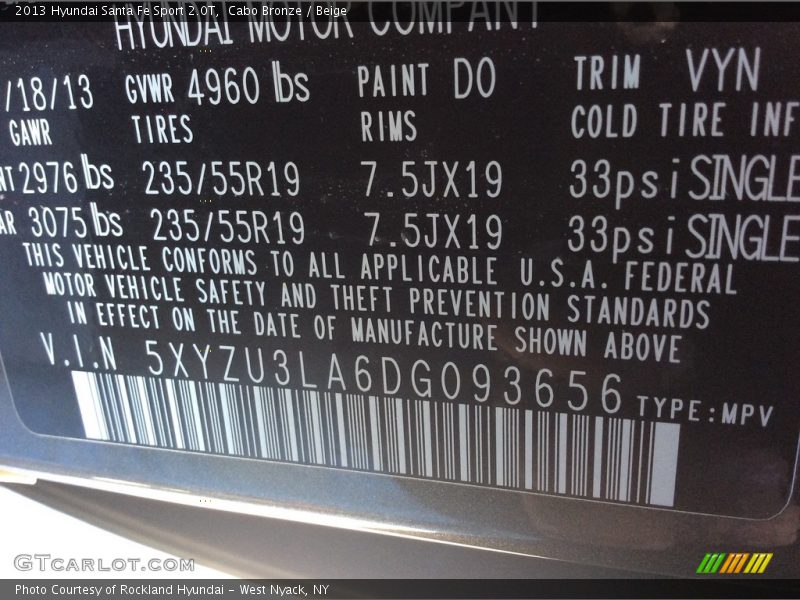 2013 Hyundai Santa Fe Sport 2.0T, Cabo Bronze / Beige
HYUNDAI MOTOR COMPANY
/18/13 GVWR 4960 lbs PAINT DO TRIM VYN
GAWR TIRES RIMS COLD TIRE INF
NT 2976 lbs 235/55R19 7.5JX19 33psi SINGLE
AR 3075 lbs 235/55R19 7.5JX19 33psi SINGLE
THIS VEHICLE CONFORMS TO ALL APPLICABLE U.S.A. FEDERAL
MOTOR VEHICLE SAFETY AND THEFT PREVENTION STANDARDS
IN EFFECT ON THE DATE OF MANUFACTURE SHOWN ABOVE
V.I.N 5XYZU3LA6DG093656 TYPE:MPV
GTcarlot.com
Photo Courtesy of Rockland Hyundai - West Nyack, NY